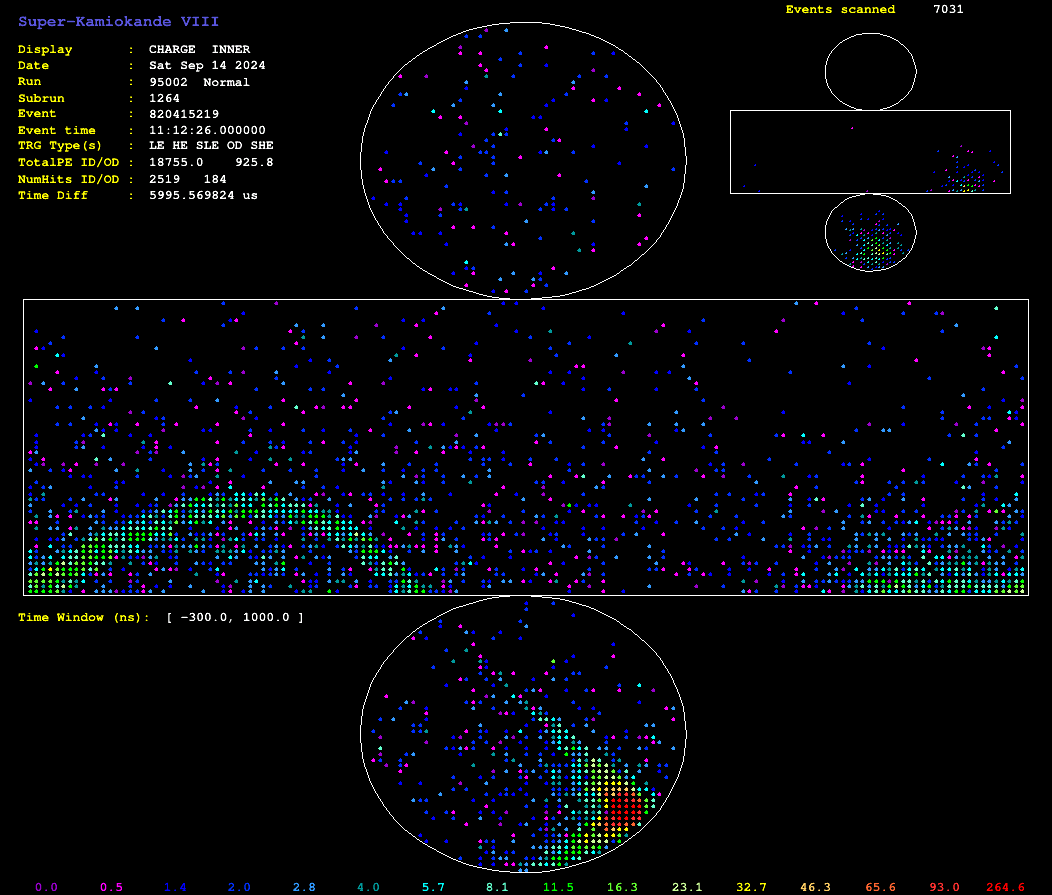 Super-Kamiokande VIII
Events scanned 7031
Display : CHARGE INNER
Date : Sat Sep 14 2024
Run : 95002 Normal
Subrun : 1264
Event : 820415219
Event time : 11:12:26.000000
TRG Type(s) : LE HE SLE OD SHE
TotalPE ID/OD : 18755.0 925.8
NumHits ID/OD : 2519 184
Time Diff : 5995.569824 us
Time Window (ns): [ -300.0, 1000.0 ]
0.0 0.5 1.4 2.0 2.8 4.0 5.7 8.1 11.5 16.3 23.1 32.7 46.3 65.6 93.0 264.6